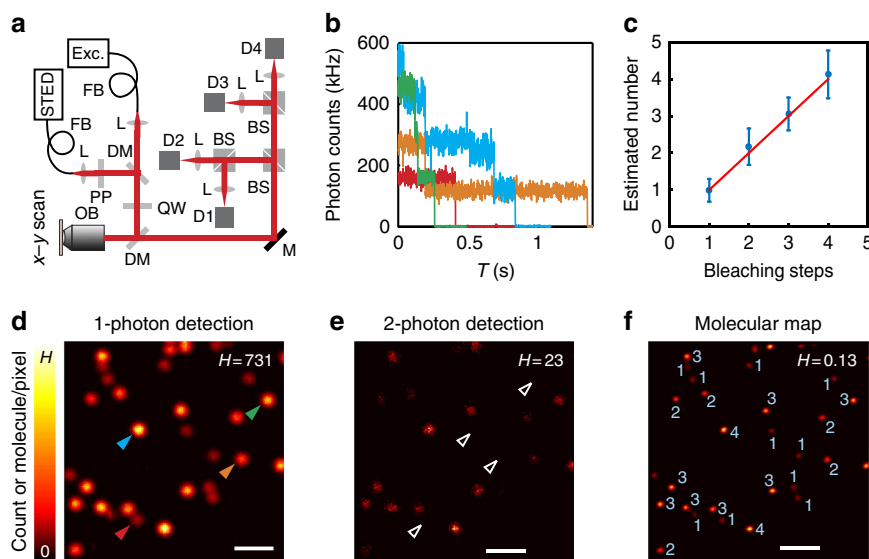 a
Exc.
STED
FB
FB
L
L
DM
PP
OB
QW
DM
x–y scan
D4
L
D3
L
BS
D2
L
BS
BS
L
D1
M
b
Photon counts (kHz)
600
400
200
0
0
0.5
1
T (s)
c
Estimated number
5
4
3
2
1
0
0
1
2
3
4
5
Bleaching steps
d
1-photon detection
Count or molecule/pixel
H
0
H=731
e
2-photon detection
H=23
f
Molecular map
H=0.13
3
1
1
1
1
2
2
3
3
2
4
1
1
2
3
3
1
1
3
3
3
1
1
4
2